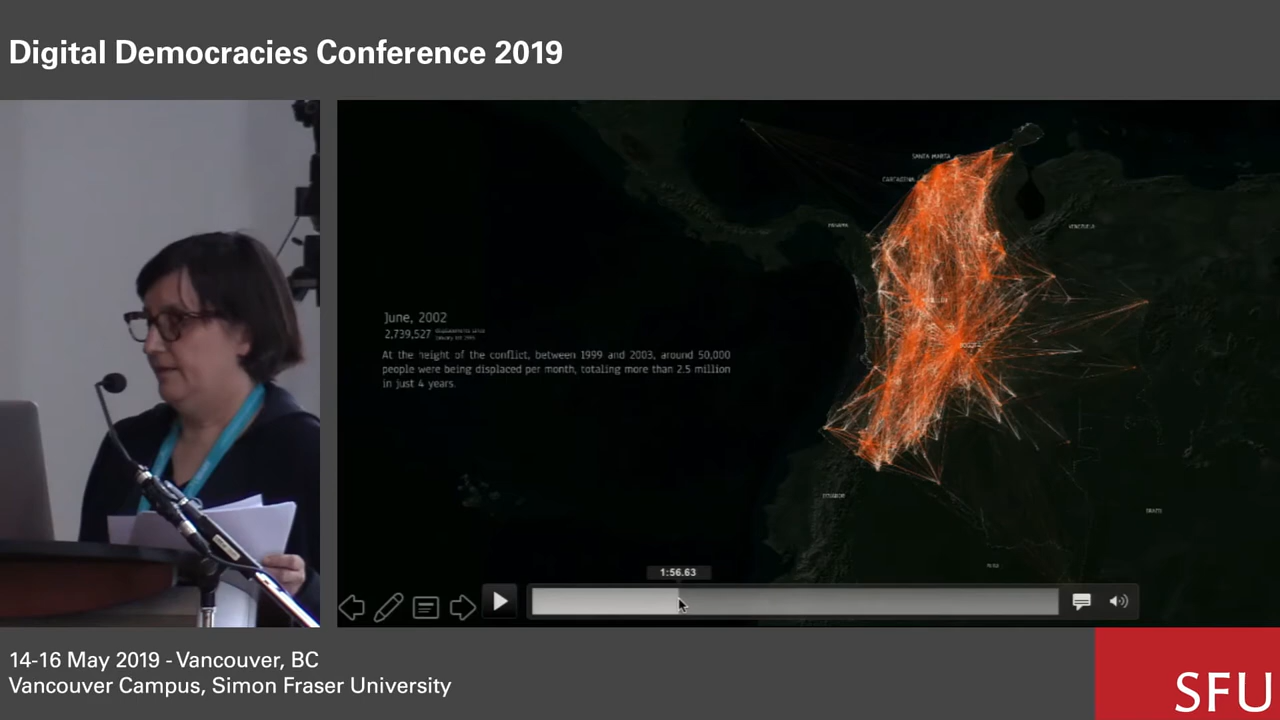 Digital Democracies Conference 2019
SANTA MARTA
CARTAGENA
PANAMA
VENEZUELA
June, 2002
2,739,527
At the height of the conflict, between 1999 and 2003, around 50,000
people were being displaced per month, totaling more than 2.5 million
in just 4 years.
ECUADOR
BRAZIL
1:56.63
14-16 May 2019 - Vancouver, BC
Vancouver Campus, Simon Fraser University
SFU